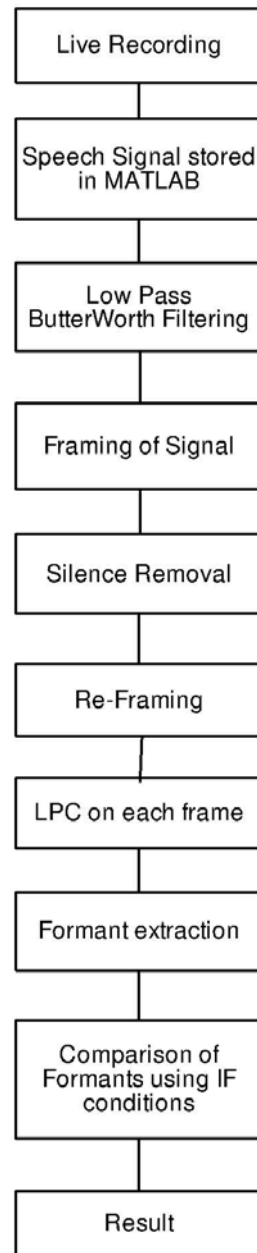 Live Recording
Speech Signal stored
in MATLAB
Low Pass
ButterWorth Filtering
Framing of Signal
Silence Removal
Re-Framing
LPC on each frame
Formant extraction
Comparison of
Formants using IF
conditions
Result